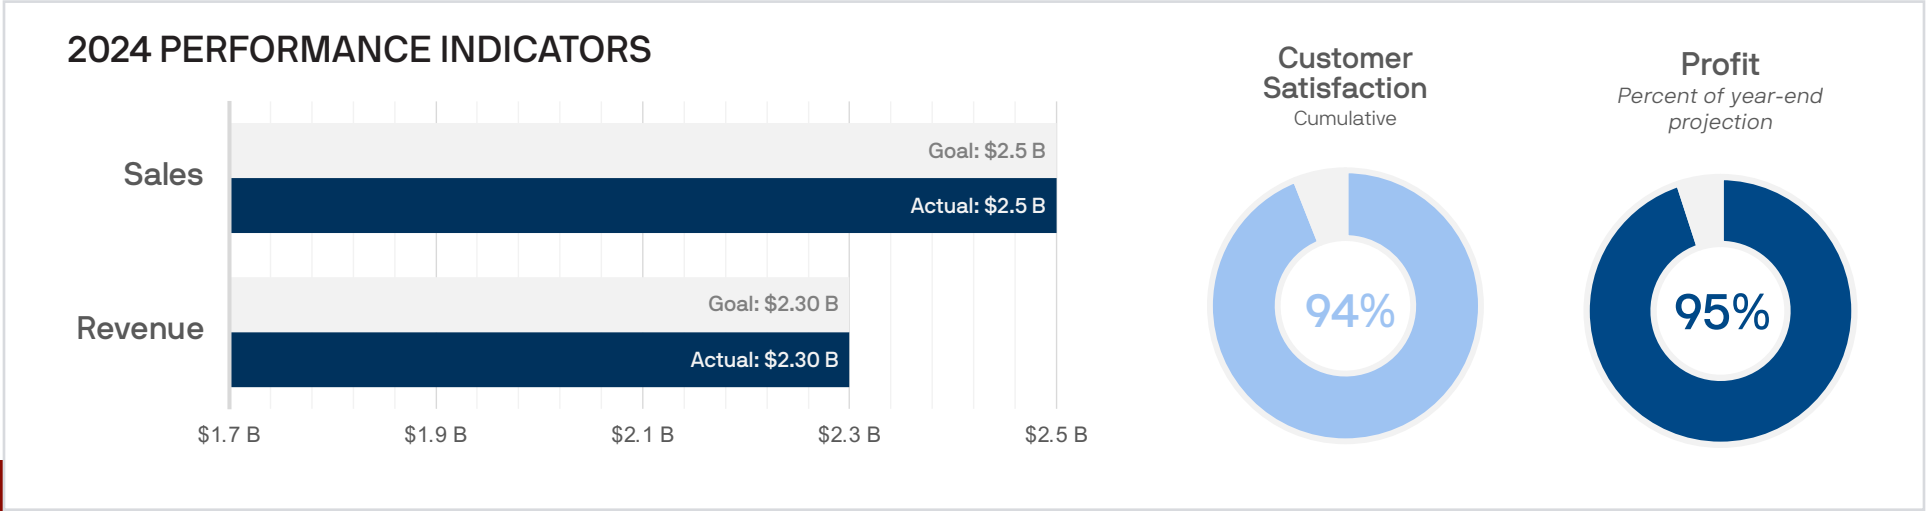 2024 PERFORMANCE INDICATORS
Sales
Goal: $2.5 B
Actual: $2.5 B
Revenue
Goal: $2.30 B
Actual: $2.30 B
$1.7 B
$1.9 B
$2.1 B
$2.3 B
$2.5 B
Customer
Satisfaction
Cumulative
94%
Profit
Percent of year-end
projection
95%